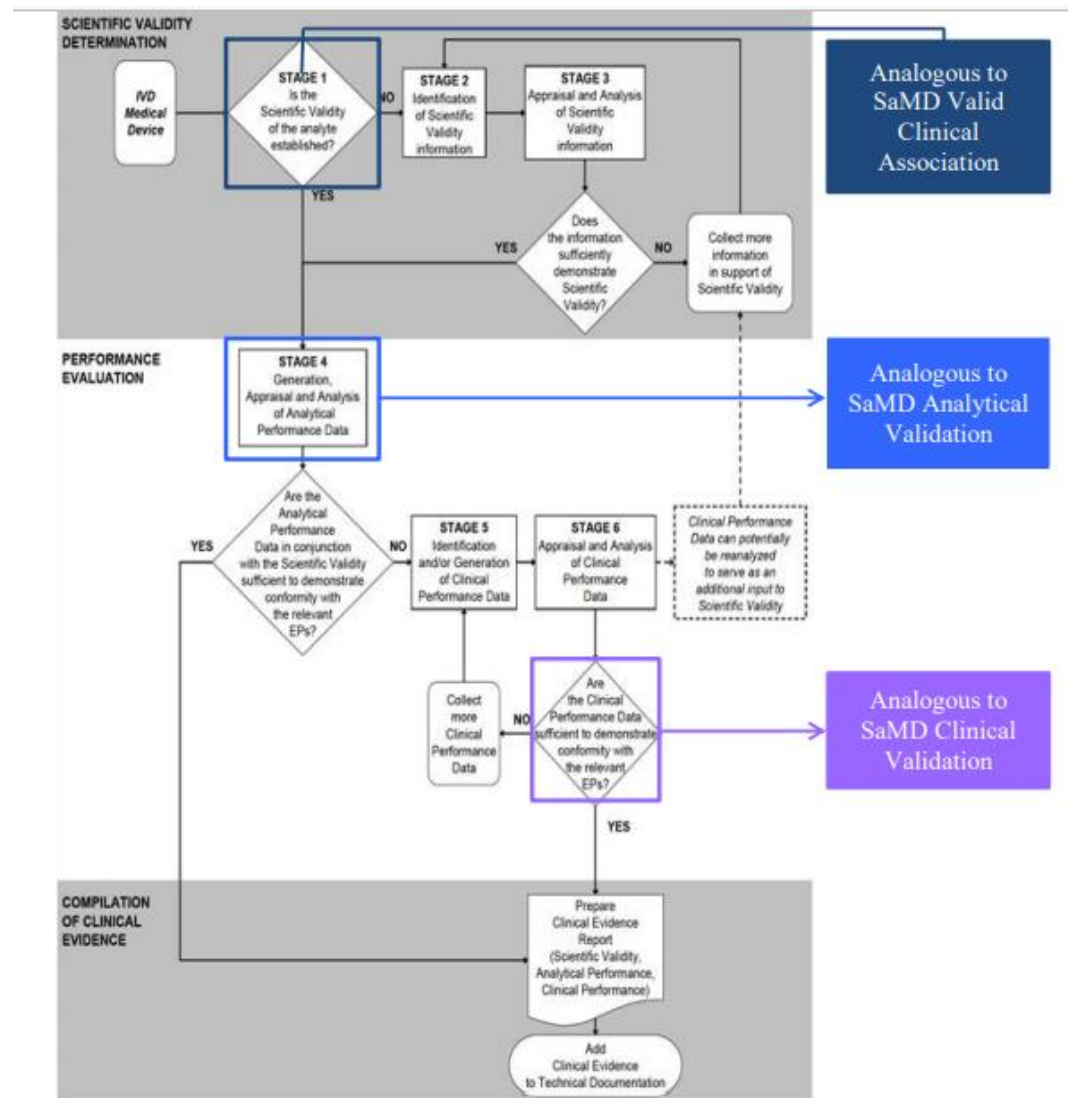 SCIENTIFIC VALIDITY
DETERMINATION
IVD
Medical
Device
STAGE 1
Is the
Scientific Validity
of the analyte
established?
NO
YES
STAGE 2
Identification
of Scientific
Validity
information
STAGE 3
Appraisal and Analysis
of Scientific
Validity
information
Analogous to
SaMD Valid
Clinical
Association
Does
the information
sufficiently
demonstrate
Scientific
Validity?
YES
NO
Collect more
information
in support of
Scientific Validity
PERFORMANCE
EVALUATION
STAGE 4
Generation,
Appraisal and Analysis
of Analytical
Performance Data
Analogous to
SaMD Analytical
Validation
Are the
Analytical
Performance
Data in conjunction
with the Scientific Validity
sufficient to demonstrate
conformity with
the relevant
EPs?
YES
NO
STAGE 5
Identification
and/or Generation
of Clinical
Performance Data
STAGE 6
Appraisal and Analysis
of Clinical
Performance
Data
Clinical Performance
Data can potentially
be reanalyzed
to serve as an
additional input to
Scientific Validity
Collect
more
Clinical
Performance
Data
NO
Are
the Clinical
Performance Data
sufficient to demonstrate
conformity with
the relevant
EPs?
YES
Analogous to
SaMD Clinical
Validation
COMPILATION
OF CLINICAL
EVIDENCE
Prepare
Clinical Evidence
Report
(Scientific Validity,
Analytical Performance,
Clinical Performance)
Add
Clinical Evidence
to Technical Documentation